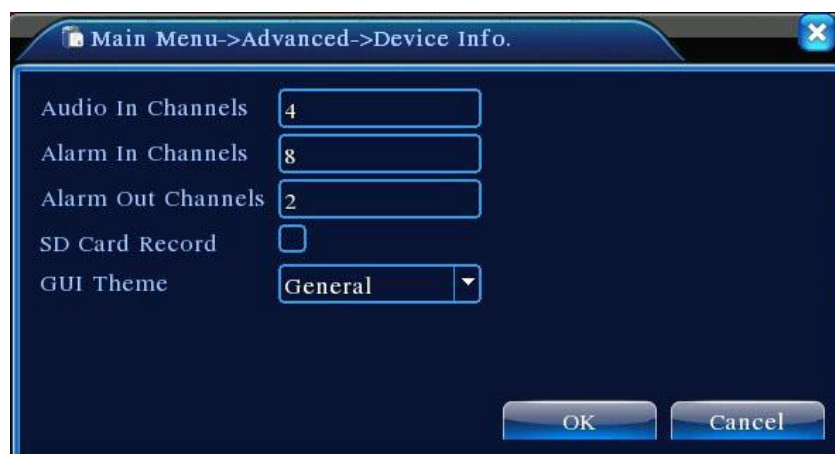 Main Menu->Advanced->Device Info.
Audio In Channels 4
Alarm In Channels 8
Alarm Out Channels 2
SD Card Record
GUI Theme General
OK Cancel